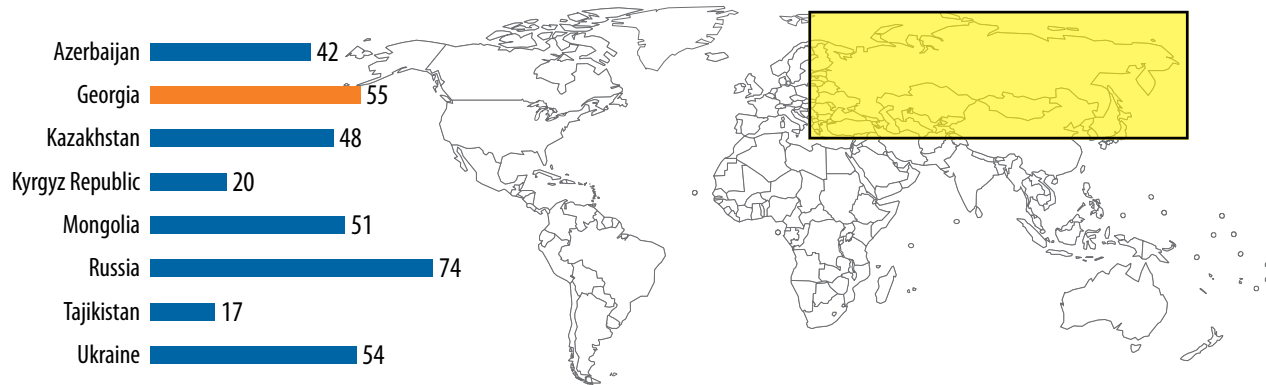 Azerbaijan 42
Georgia 55
Kazakhstan 48
Kyrgyz Republic 20
Mongolia 51
Russia 74
Tajikistan 17
Ukraine 54